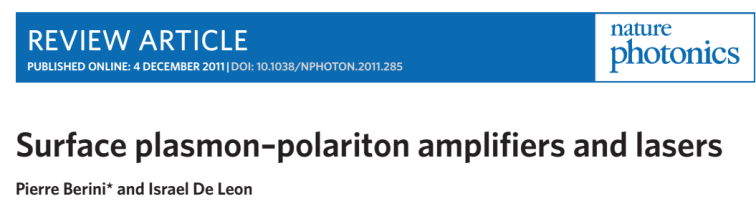 REVIEW ARTICLE
PUBLISHED ONLINE: 4 DECEMBER 2011 | DOI: 10.1038/NPHOTON.2011.285
nature
photonics
Surface plasmon–polariton amplifiers and lasers
Pierre Berini* and Israel De Leon